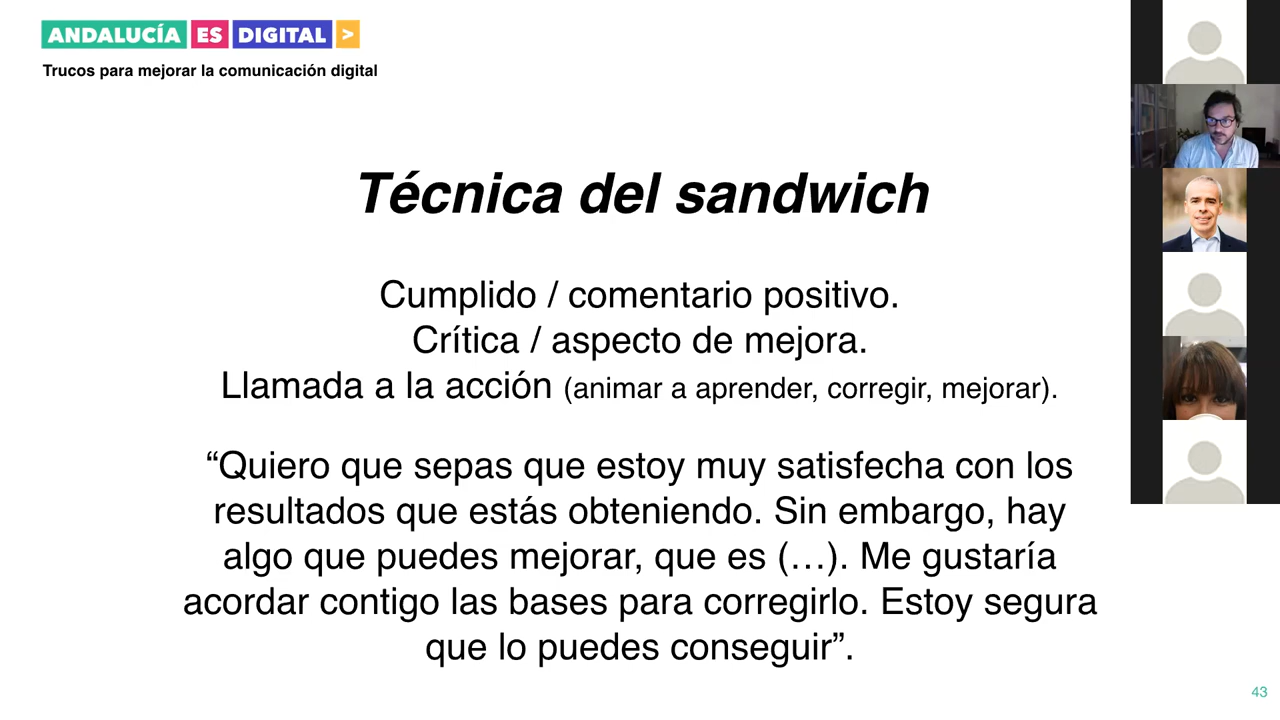 ANDALUCÍA ES DIGITAL >
Trucos para mejorar la comunicación digital
Técnica del sandwich
Cumplido / comentario positivo.
Crítica / aspecto de mejora.
Llamada a la acción (animar a aprender, corregir, mejorar).
“Quiero que sepas que estoy muy satisfecha con los
resultados que estás obteniendo. Sin embargo, hay
algo que puedes mejorar, que es (…). Me gustaría
acordar contigo las bases para corregirlo. Estoy segura
que lo puedes conseguir”.
43